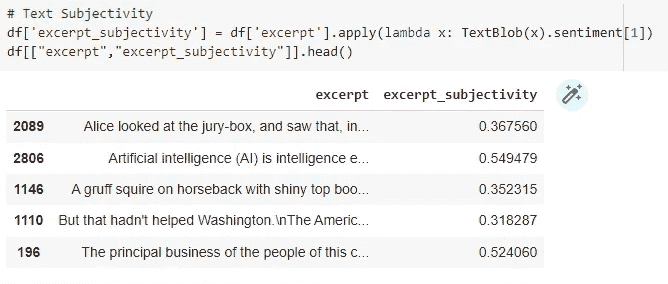 # Text Subjectivity
df['excerpt_subjectivity'] = df['excerpt'].apply(lambda x: TextBlob(x).sentiment[1])
df[["excerpt","excerpt_subjectivity"]].head()
excerpt excerpt_subjectivity
2089 Alice looked at the jury-box, and saw that, in... 0.367560
2806 Artificial intelligence (AI) is intelligence e... 0.549479
1146 A gruff squire on horseback with shiny top boo... 0.352315
1110 But that hadn't helped Washington.\nThe Americ... 0.318287
196 The principal business of the people of this c... 0.524060